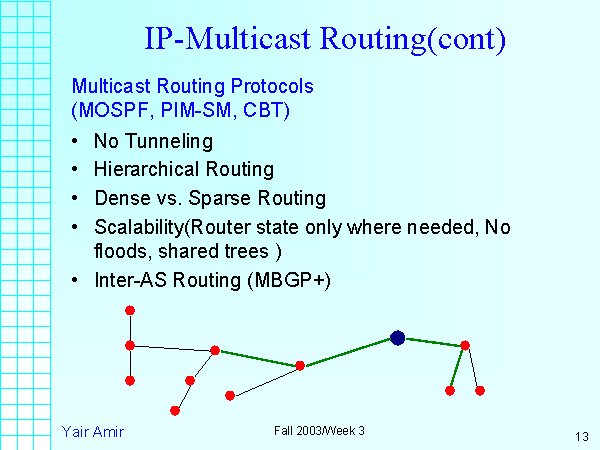 IP-Multicast Routing(cont)
Multicast Routing Protocols
(MOSPF, PIM-SM, CBT)
• No Tunneling
• Hierarchical Routing
• Dense vs. Sparse Routing
• Scalability(Router state only where needed, No
floods, shared trees )
• Inter-AS Routing (MBGP+)
Yair Amir
Fall 2003/Week 3
13